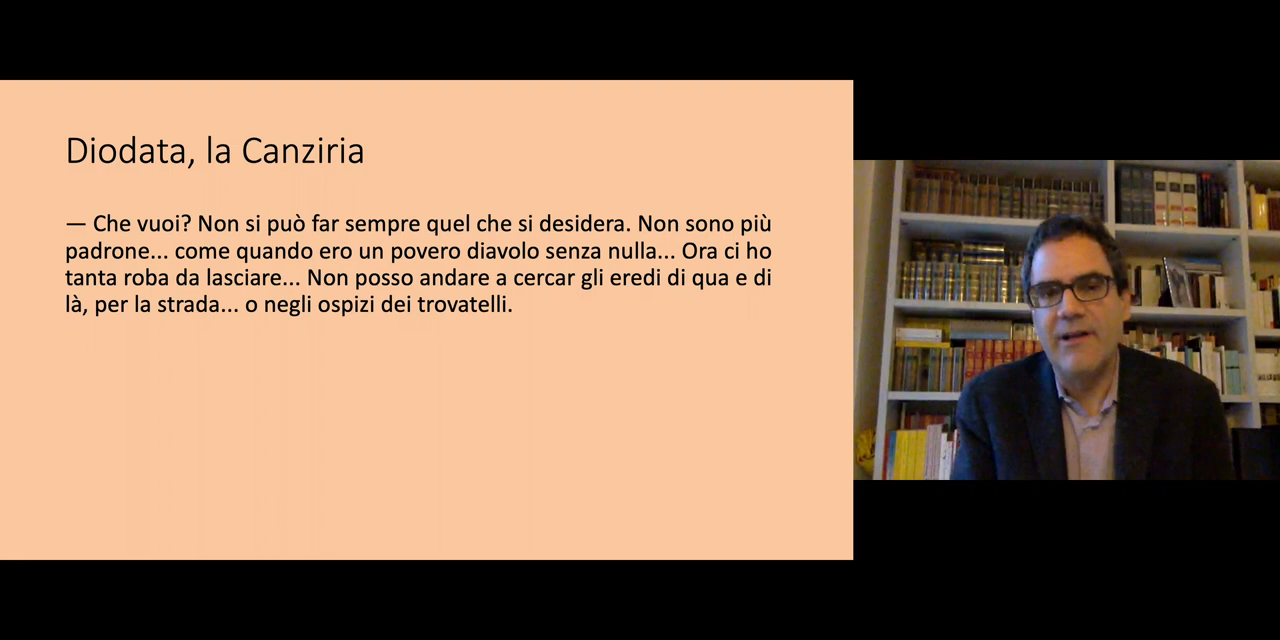 Diodata, la Canziria
— Che vuoi? Non si può far sempre quel che si desidera. Non sono più
padrone... come quando ero un povero diavolo senza nulla... Ora ci ho
tanta roba da lasciare... Non posso andare a cercar gli eredi di qua e di
là, per la strada... o negli ospizi dei trovatelli.